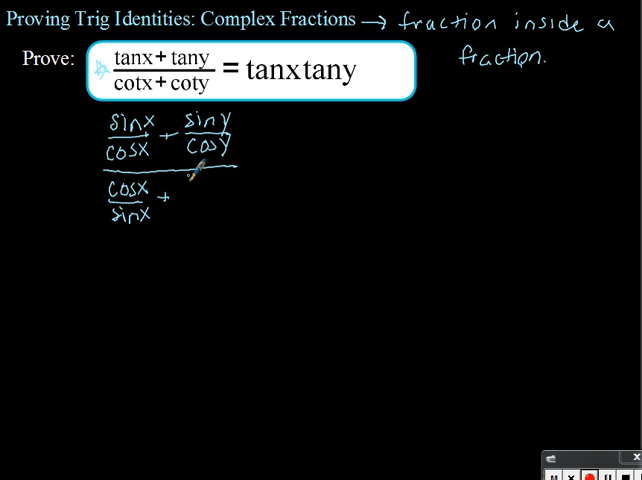 Proving Trig Identities: Complex Fractions → fraction inside a
fraction.
Prove: tanx + tany
cotx + coty = tanxtany
sinx + siny
cosx cosy
cosx +
sinx